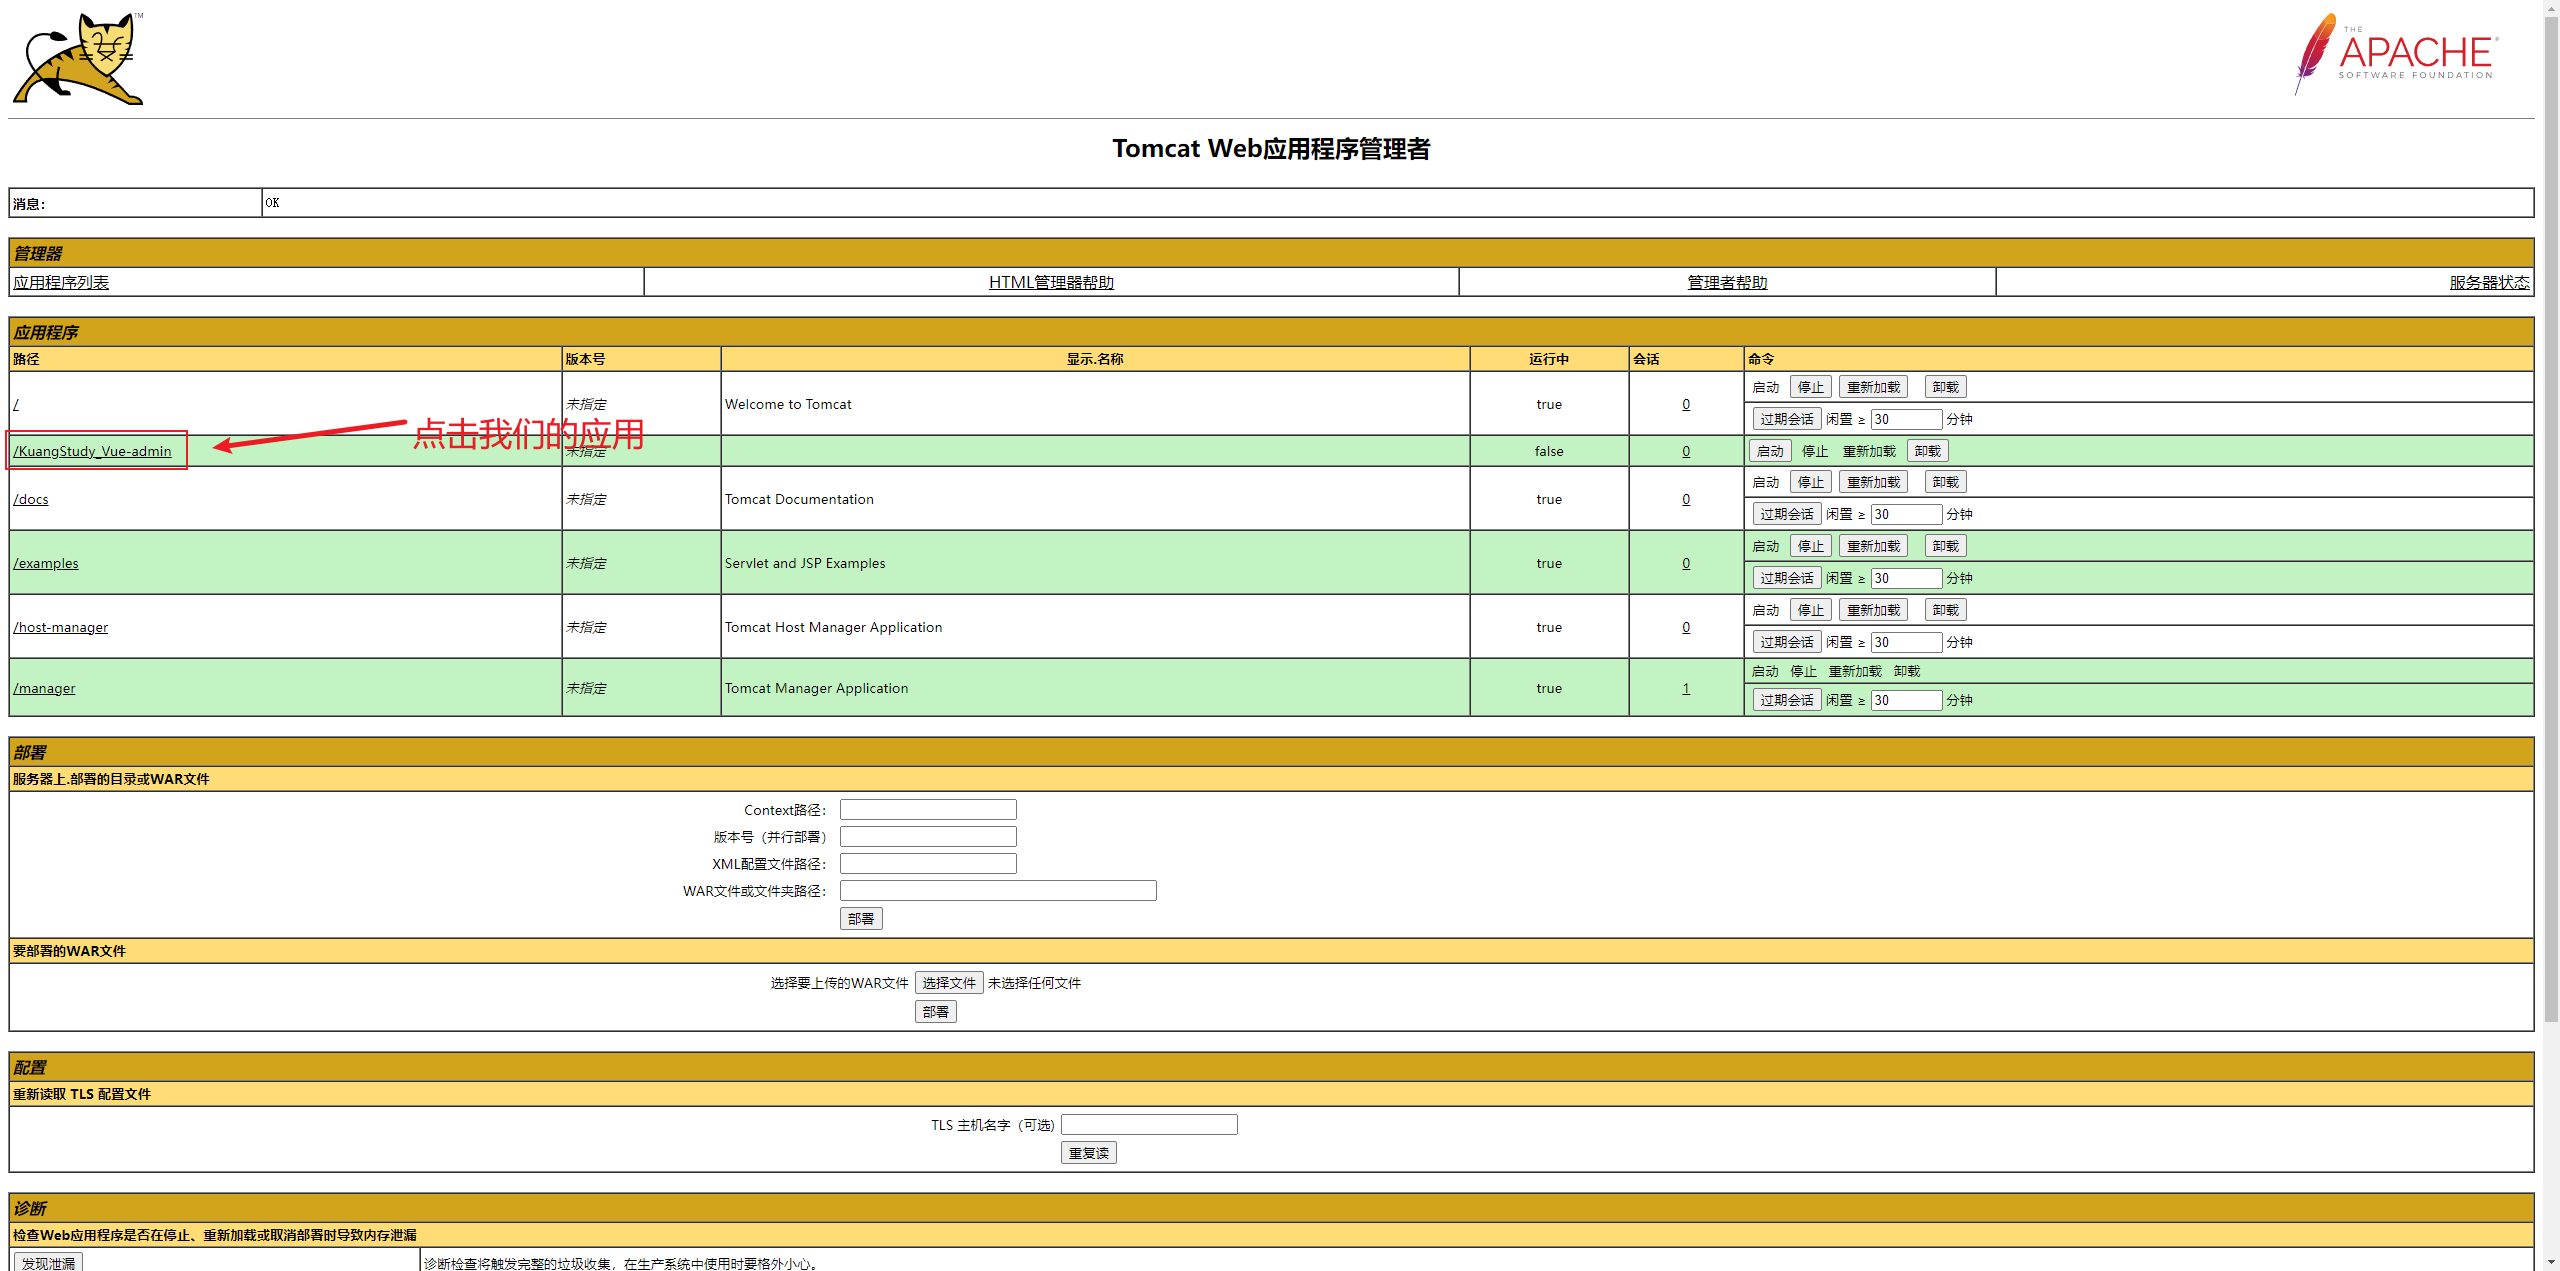 TM
THE
APACHE®
SOFTWARE FOUNDATION
Tomcat Web应用程序管理者
消息: OK
管理器
应用程序列表 HTML管理器帮助 管理者帮助 服务器状态
应用程序
路径 版本号 显示.名称 运行中 会话 命令
/ 未指定 Welcome to Tomcat true 0 启动 停止 重新加载 卸载
过期会话 闲置 ≥ 30 分钟
点击我们的应用
/KuangStudy_Vue-admin 未指定 false 0 启动 停止 重新加载 卸载
/docs 未指定 Tomcat Documentation true 0 启动 停止 重新加载 卸载
过期会话 闲置 ≥ 30 分钟
/examples 未指定 Servlet and JSP Examples true 0 启动 停止 重新加载 卸载
过期会话 闲置 ≥ 30 分钟
/host-manager 未指定 Tomcat Host Manager Application true 0 启动 停止 重新加载 卸载
过期会话 闲置 ≥ 30 分钟
/manager 未指定 Tomcat Manager Application true 1 启动 停止 重新加载 卸载
过期会话 闲置 ≥ 30 分钟
部署
服务器上.部署的目录或WAR文件
Context路径:
版本号（并行部署）
XML配置文件路径:
WAR文件或文件夹路径:
部署
要部署的WAR文件
选择要上传的WAR文件 选择文件 未选择任何文件
部署
配置
重新读取 TLS 配置文件
TLS 主机名字（可选)
重复读
诊断
检查Web应用程序是否在停止、重新加载或取消部署时导致内存泄漏
发现泄漏 诊断检查将触发完整的垃圾收集，在生产系统中使用时要格外小心。